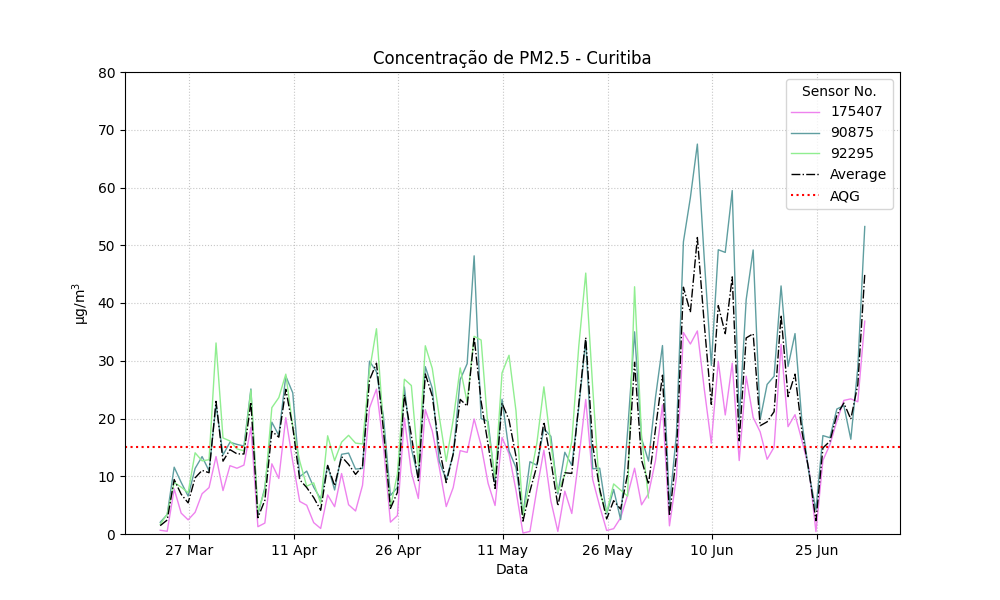 Concentração de PM2.5 - Curitiba
80
70
60
50
40
30
20
10
0
µg/m³
Sensor No.
175407
90875
92295
Average
AQG
27 Mar
11 Apr
26 Apr
11 May
26 May
10 Jun
25 Jun
Data